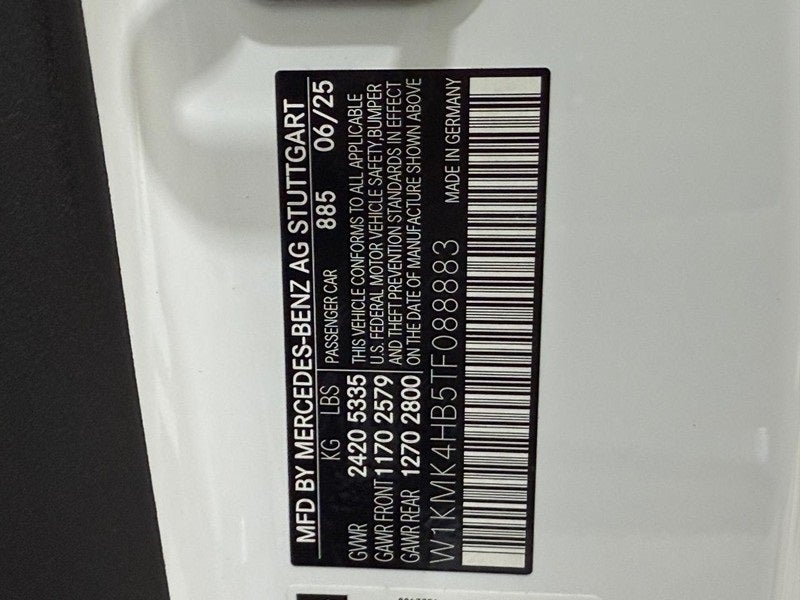 MFD BY MERCEDES-BENZ AG STUTTGART
KG LBS PASSENGER CAR 885 06/25
GVWR 2420 5335 THIS VEHICLE CONFORMS TO ALL APPLICABLE
U.S. FEDERAL MOTOR VEHICLE SAFETY, BUMPER
GAWR FRONT 1170 2579 AND THEFT PREVENTION STANDARDS IN EFFECT
GAWR REAR 1270 2800 ON THE DATE OF MANUFACTURE SHOWN ABOVE
W1KMK4HB5TF088883 MADE IN GERMANY